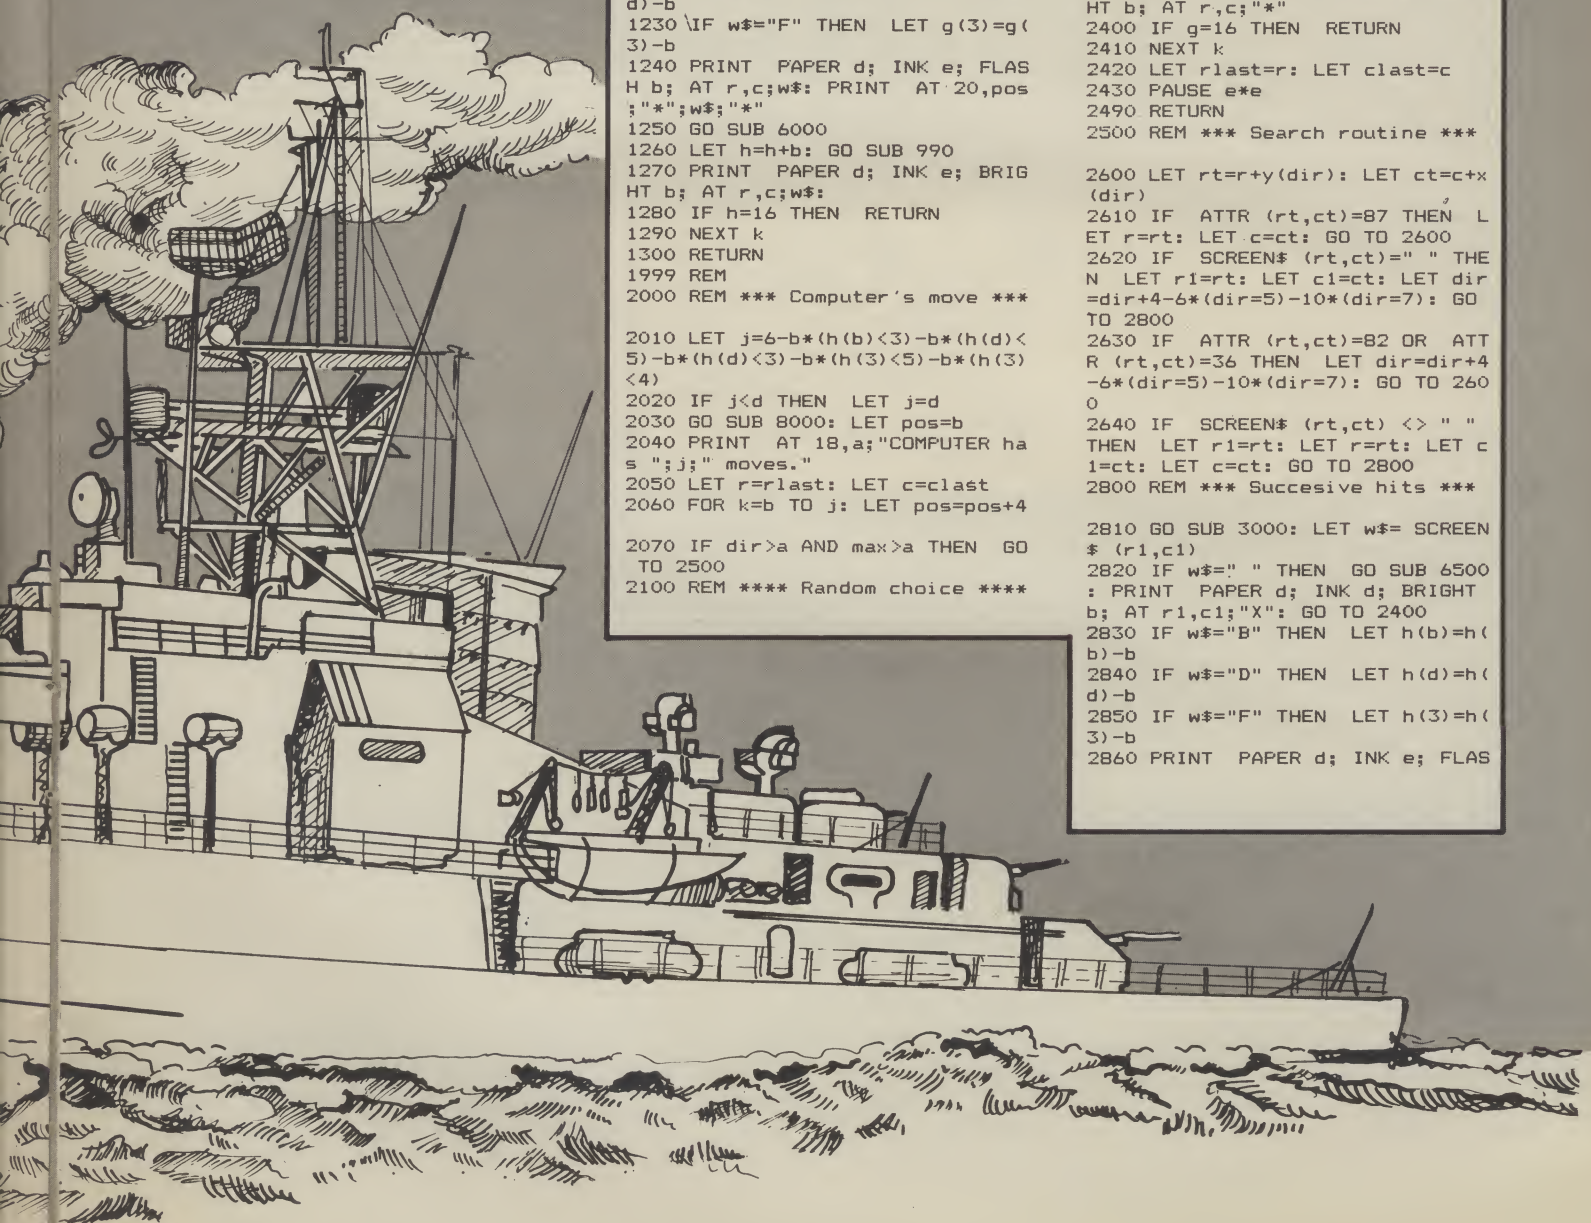 d)-b
1230 \IF w$="F" THEN  LET g(3)=g(
3)-b
1240 PRINT  PAPER d; INK e; FLAS
H b; AT r,c;w$: PRINT  AT 20,pos
;"*";w$;"*"
1250 GO SUB 6000
1260 LET h=h+b: GO SUB 990
1270 PRINT  PAPER d; INK e; BRIG
HT b; AT r,c;w$:
1280 IF h=16 THEN  RETURN
1290 NEXT k
1300 RETURN
1999 REM
2000 REM *** Computer's move ***
2010 LET j=6-b*(h(b)<3)-b*(h(d)<
5)-b*(h(d)<3)-b*(h(3)<5)-b*(h(3)
<4)
2020 IF j<d THEN  LET j=d
2030 GO SUB 8000: LET pos=b
2040 PRINT  AT 18,a;"COMPUTER ha
s ";j;" moves."
2050 LET r=rlast: LET c=clast
2060 FOR k=b TO j: LET pos=pos+4
2070 IF dir>a AND max>a THEN  GO
 TO 2500
2100 REM **** Random choice ****
HT b; AT r,c;"*"
2400 IF g=16 THEN  RETURN
2410 NEXT k
2420 LET rlast=r: LET clast=c
2430 PAUSE e*e
2490 RETURN
2500 REM *** Search routine ***
2600 LET rt=r+y(dir): LET ct=c+x
(dir)
2610 IF  ATTR (rt,ct)=87 THEN  L
ET r=rt: LET c=ct: GO TO 2600
2620 IF  SCREEN$ (rt,ct)=" " THE
N  LET r1=rt: LET c1=ct: LET dir
=dir+4-6*(dir=5)-10*(dir=7): GO
TO 2800
2630 IF  ATTR (rt,ct)=82 OR  ATT
R (rt,ct)=36 THEN  LET dir=dir+4
-6*(dir=5)-10*(dir=7): GO TO 260
0
2640 IF  SCREEN$ (rt,ct) <> " "
THEN  LET r1=rt: LET r=rt: LET c
1=ct: LET c=ct: GO TO 2800
2800 REM *** Succesive hits ***
2810 GO SUB 3000: LET w$= SCREEN
$ (r1,c1)
2820 IF w$=" " THEN  GO SUB 6500
: PRINT  PAPER d; INK d; BRIGHT
b; AT r1,c1;"X": GO TO 2400
2830 IF w$="B" THEN  LET h(b)=h(
b)-b
2840 IF w$="D" THEN  LET h(d)=h(
d)-b
2850 IF w$="F" THEN  LET h(3)=h(
3)-b
2860 PRINT  PAPER d; INK e; FLAS